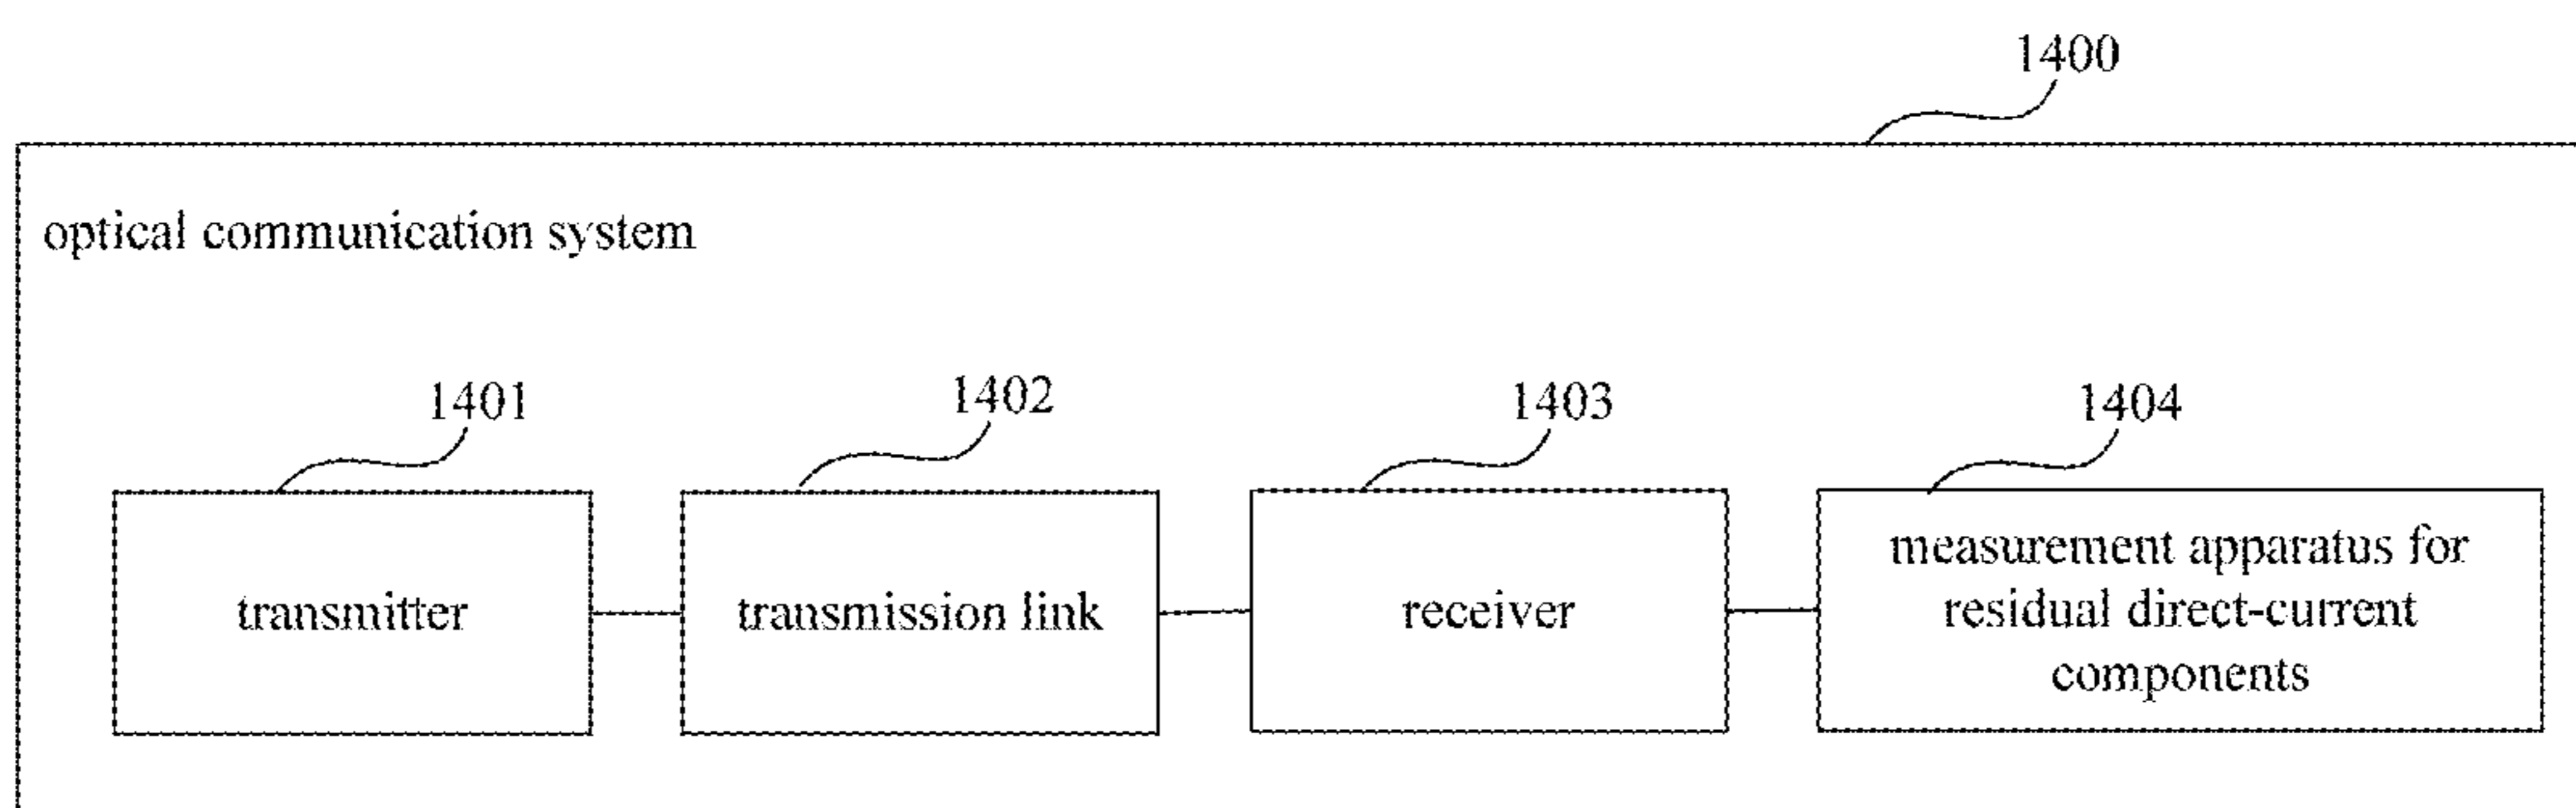 1400
optical communication system
1401
1402
1403
1404
transmitter
transmission link
receiver
measurement apparatus for
residual direct-current
components